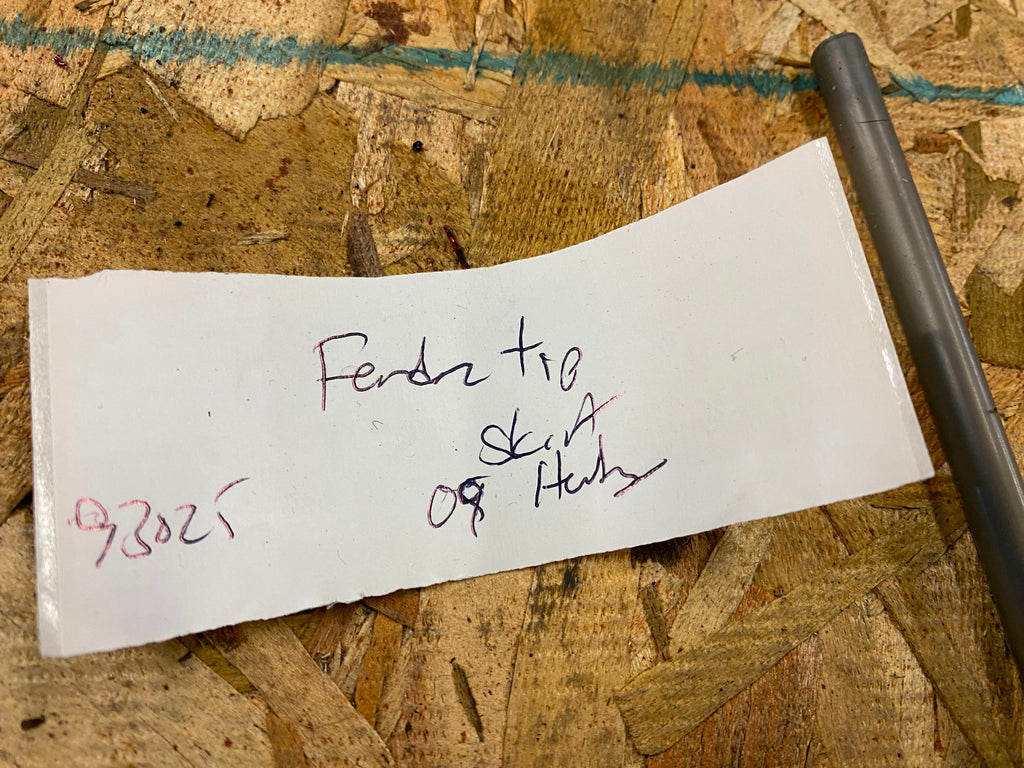 Fender tip
skirt
93025
09 Harley